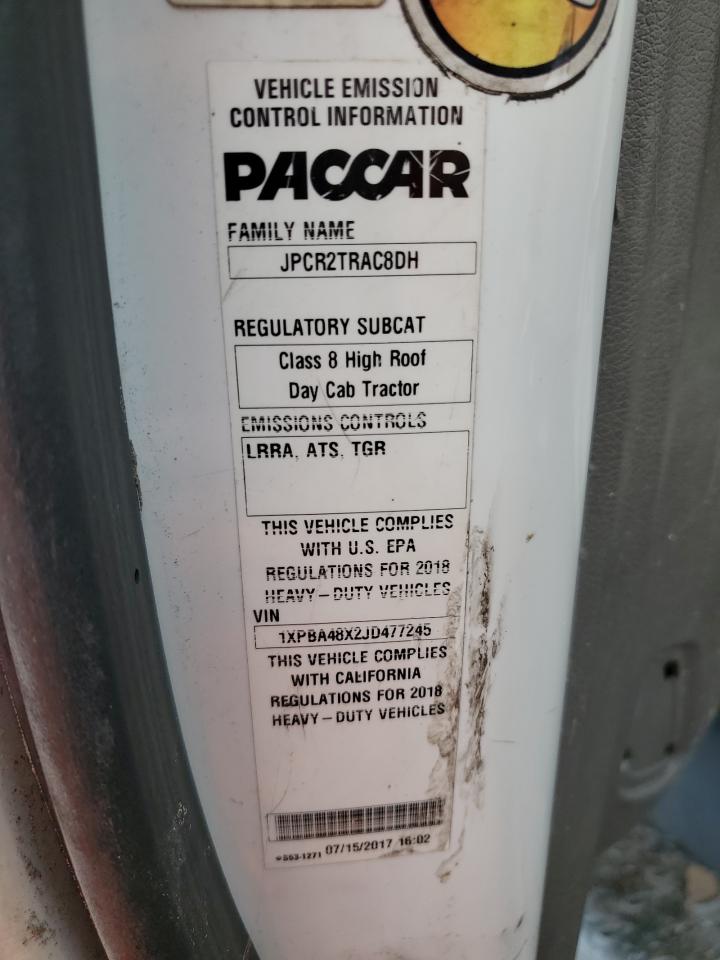 VEHICLE EMISSION
CONTROL INFORMATION
PACCAR
FAMILY NAME
JPCR2TRAC8DH
REGULATORY SUBCAT
Class 8 High Roof
Day Cab Tractor
EMISSIONS CONTROLS
LRRA, ATS, TGR
THIS VEHICLE COMPLIES
WITH U.S. EPA
REGULATIONS FOR 2018
HEAVY-DUTY VEHICLES
VIN
1XPBA48X2JD477245
THIS VEHICLE COMPLIES
WITH CALIFORNIA
REGULATIONS FOR 2018
HEAVY-DUTY VEHICLES
S63-1271 07/15/2017 16:02